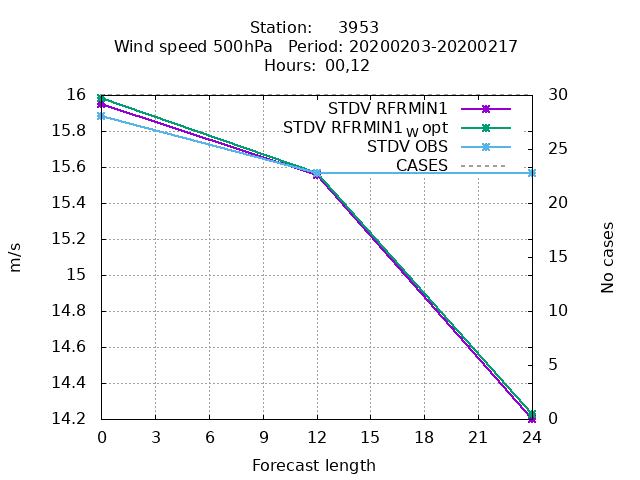 Station: 3953
Wind speed 500hPa Period: 20200203-20200217
Hours: 00,12
STDV RFRMIN1
STDV RFRMIN1wopt
STDV OBS
CASES
16
15.8
15.6
15.4
15.2
15
14.8
14.6
14.4
14.2
m/s
30
25
20
15
10
5
0
No cases
0 3 6 9 12 15 18 21 24
Forecast length